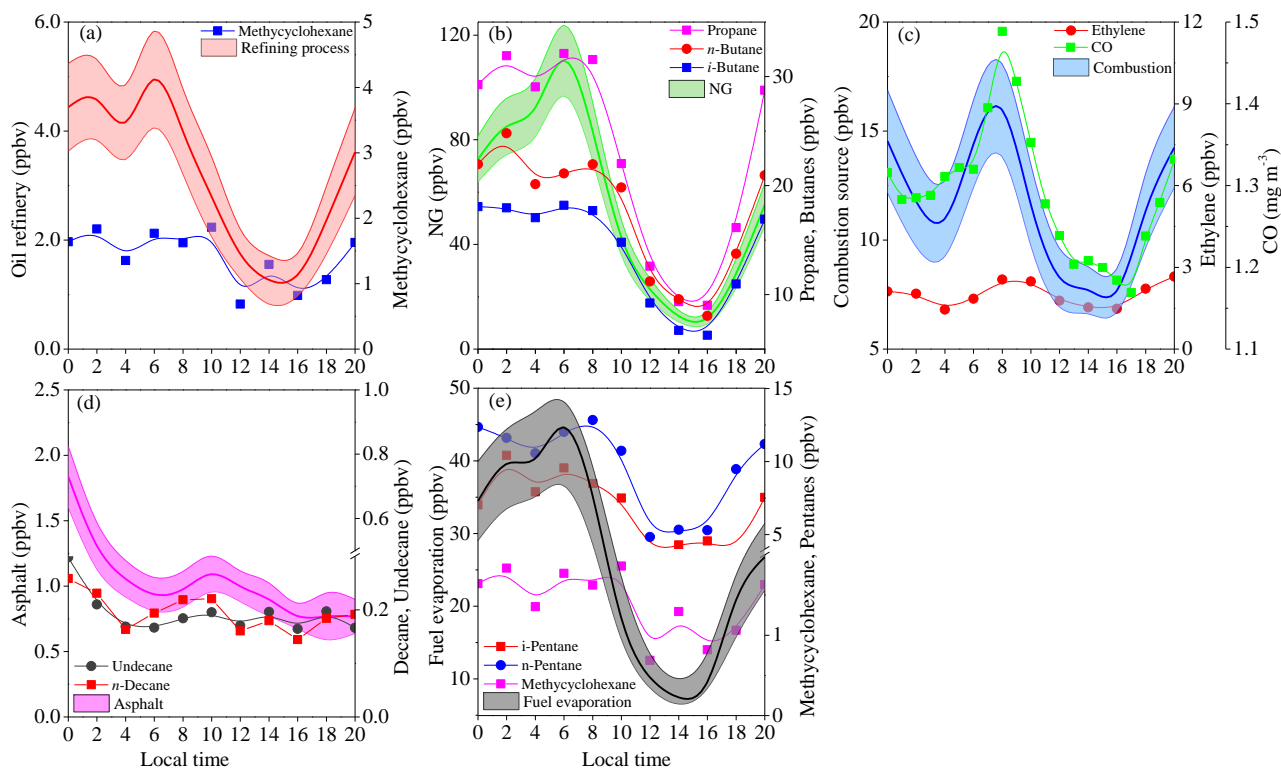 (a)
Methycyclohexane
Refining process
Oil refinery (ppbv)
6.0
4.0
2.0
0.0
5
4
3
2
1
0
Methycyclohexane (ppbv)
0 2 4 6 8 10 12 14 16 18 20
(b)
Propane
n-Butane
i-Butane
NG
NG (ppbv)
120
80
40
0
30
20
10
Propane, Butanes (ppbv)
0 2 4 6 8 10 12 14 16 18 20
(c)
Ethylene
CO
Combustion
Combustion source (ppbv)
20
15
10
5
12
9
6
3
0
Ethylene (ppbv)
1.5
1.4
1.3
1.2
1.1
CO (mg m⁻³)
0 2 4 6 8 10 12 14 16 18 20
(d)
Undecane
n-Decane
Asphalt
Asphalt (ppbv)
2.5
2.0
1.5
1.0
0.5
0.0
1.0
0.8
0.6
0.2
0.0
Decane, Undecane (ppbv)
0 2 4 6 8 10 12 14 16 18 20
Local time
(e)
i-Pentane
n-Pentane
Methycyclohexane
Fuel evaporation
Fuel evaporation (ppbv)
50
40
30
20
10
15
10
5
1
0
Methycyclohexane, Pentanes (ppbv)
0 2 4 6 8 10 12 14 16 18 20
Local time